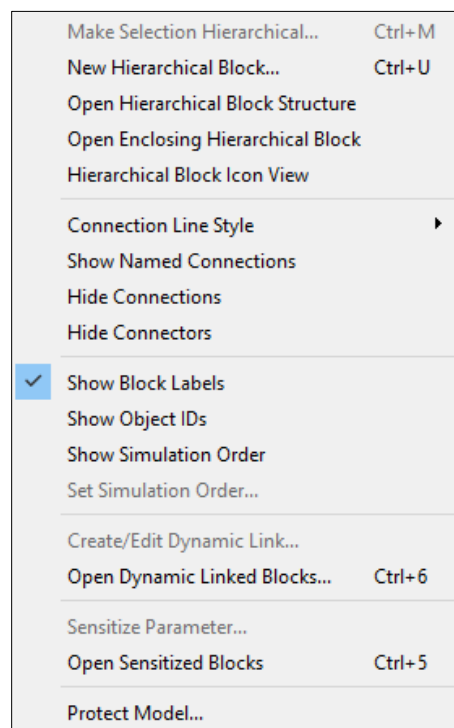 Make Selection Hierarchical... Ctrl+M
New Hierarchical Block... Ctrl+U
Open Hierarchical Block Structure
Open Enclosing Hierarchical Block
Hierarchical Block Icon View
Connection Line Style
Show Named Connections
Hide Connections
Hide Connectors
Show Block Labels
Show Object IDs
Show Simulation Order
Set Simulation Order...
Create/Edit Dynamic Link...
Open Dynamic Linked Blocks... Ctrl+6
Sensitize Parameter...
Open Sensitized Blocks Ctrl+5
Protect Model...